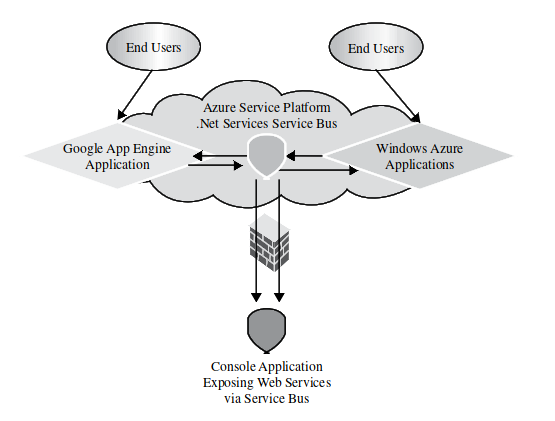 End Users
End Users
Azure Service Platform
.Net Services Service Bus
Google App Engine
Application
Windows Azure
Applications
Console Application
Exposing Web Services
via Service Bus